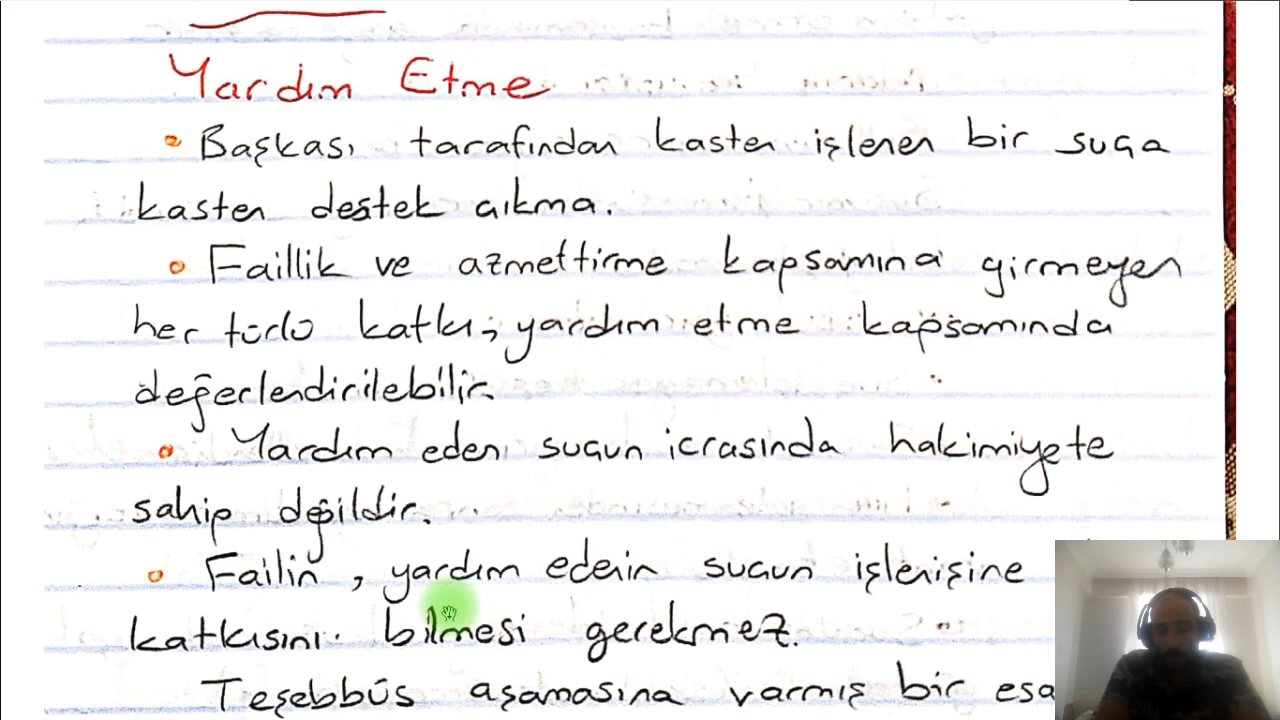 Yardım Etme
• Başkası tarafından kasten işlenen bir suça
kasten destek çıkma.
• Faillik ve azmettirme kapsamına girmeyen
her türlü katkı, yardım etme kapsamında
değerlendirilebilir.
• Yardım eden suçun icrasında hakimiyete
sahip değildir.
• Failin, yardım edenin suçun işlenişine
katkısını bilmesi gerekmez.
Teşebbüs aşamasına varmış bir esa